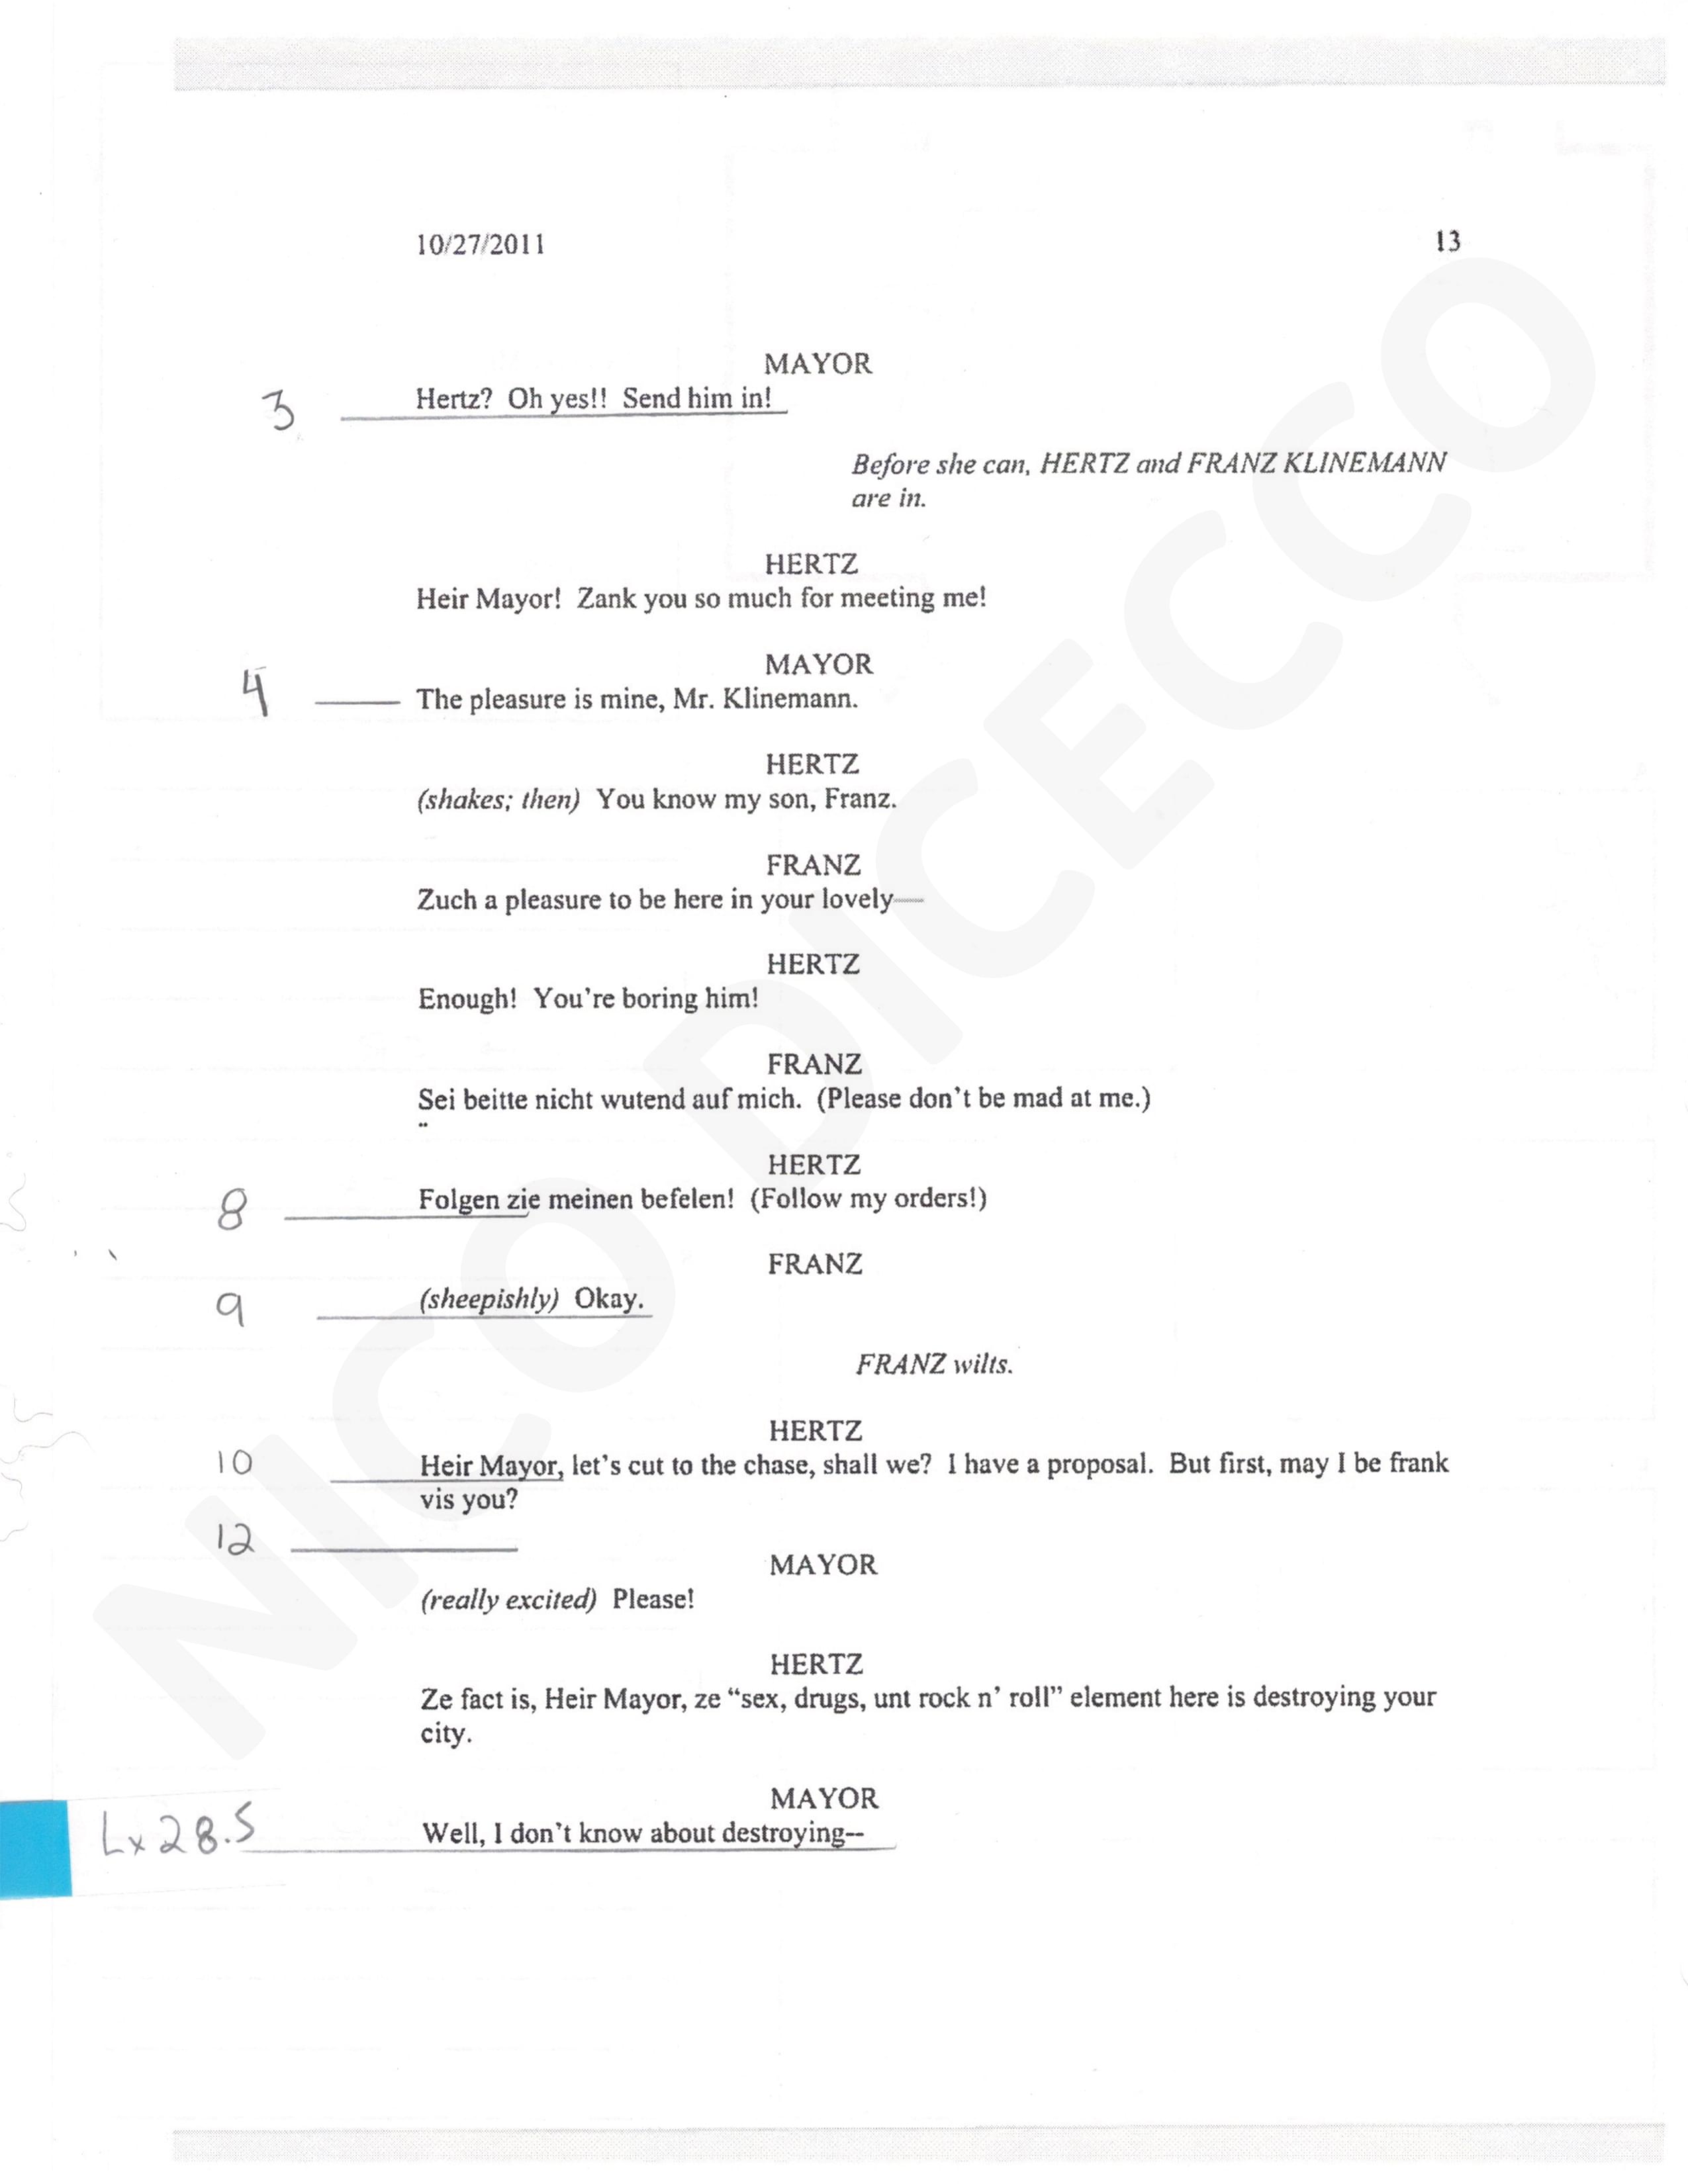 10/27/2011 13
MAYOR
3 Hertz?  Oh yes!!  Send him in!
Before she can, HERTZ and FRANZ KLINEMANN
are in.
HERTZ
Heir Mayor!  Zank you so much for meeting me!
MAYOR
4 The pleasure is mine, Mr. Klinemann.
HERTZ
(shakes; then)  You know my son, Franz.
FRANZ
Zuch a pleasure to be here in your lovely—
HERTZ
Enough!  You're boring him!
FRANZ
Sei beitte nicht wutend auf mich.  (Please don't be mad at me.)
HERTZ
8 Folgen zie meinen befelen!  (Follow my orders!)
FRANZ
9 (sheepishly)  Okay.
FRANZ wilts.
HERTZ
10 Heir Mayor, let's cut to the chase, shall we?  I have a proposal.  But first, may I be frank
vis you?
12
MAYOR
(really excited)  Please!
HERTZ
Ze fact is, Heir Mayor, ze “sex, drugs, unt rock n’ roll” element here is destroying your
city.
MAYOR
Lx 28.5 Well, I don't know about destroying--
NICO DICECCO